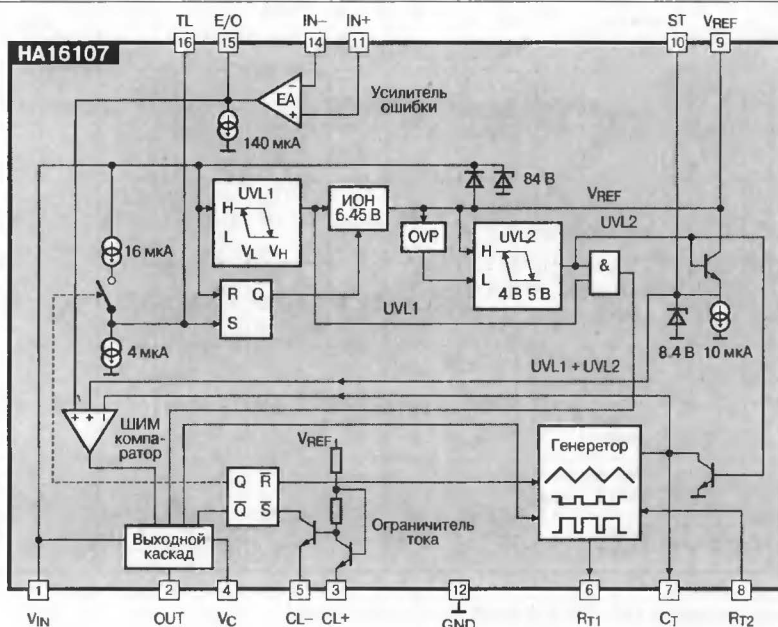 TL E/O IN− IN+ ST VREF
16 15 14 11 10 9
HA16107
EA
− +
Усилитель
ошибки
140 мкА
84 В
UVL1
H
L
VL VH
ИОН
6.45 В
VREF
OVP
UVL2
H
L
4 В 5 В
UVL2
&
16 мкА
R Q
S
UVL1
4 мкА
8.4 В
10 мкА
UVL1 + UVL2
+ + −
ШИМ
компа-
ратор
VREF
Генеретор
Q R
Q S
Ограничитель
тока
Выходной
каскад
1 2 4 5 3 12 6 7 8
VIN OUT VC CL− CL+ GND RT1 CT RT2